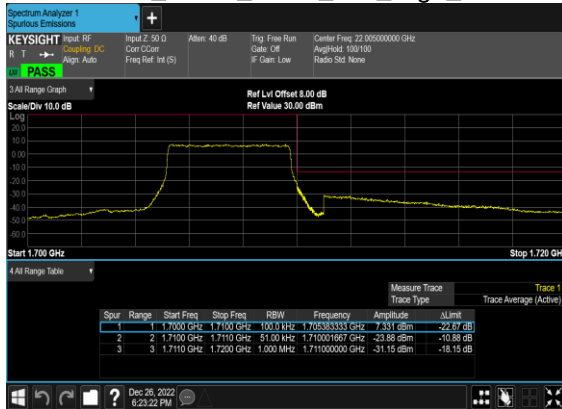 Spectrum Analyzer 1
Spurious Emissions
+
KEYSIGHT Input: RF Input Z: 50 Ω Atten: 40 dB Trig: Free Run Center Freq: 22.005000000 GHz
R T Coupling: DC Corr CCorr Gate: Off Avg|Hold: 100/100
Align: Auto Freq Ref: Int (S) IF Gain: Low Radio Std: None
LV PASS
3 All Range Graph
Ref Lvl Offset 8.00 dB
Scale/Div 10.0 dB Ref Value 30.00 dBm
Log
20.0
10.0
0.00
-10.0
-20.0
-30.0
-40.0
-50.0
-60.0
Start 1.700 GHz Stop 1.720 GH
4 All Range Table
Measure Trace Trace 1
Trace Type Trace Average (Active)
Spur Range Start Freq Stop Freq RBW Frequency Amplitude ΔLimit
1 1 1.7000 GHz 1.7100 GHz 100.0 kHz 1.705383333 GHz 7.331 dBm -22.67 dB
2 2 1.7100 GHz 1.7110 GHz 51.00 kHz 1.710001667 GHz -23.88 dBm -10.88 dB
3 3 1.7110 GHz 1.7200 GHz 1.000 MHz 1.711000000 GHz -31.15 dBm -18.15 dB
? Dec 26, 2022
6:23:22 PM